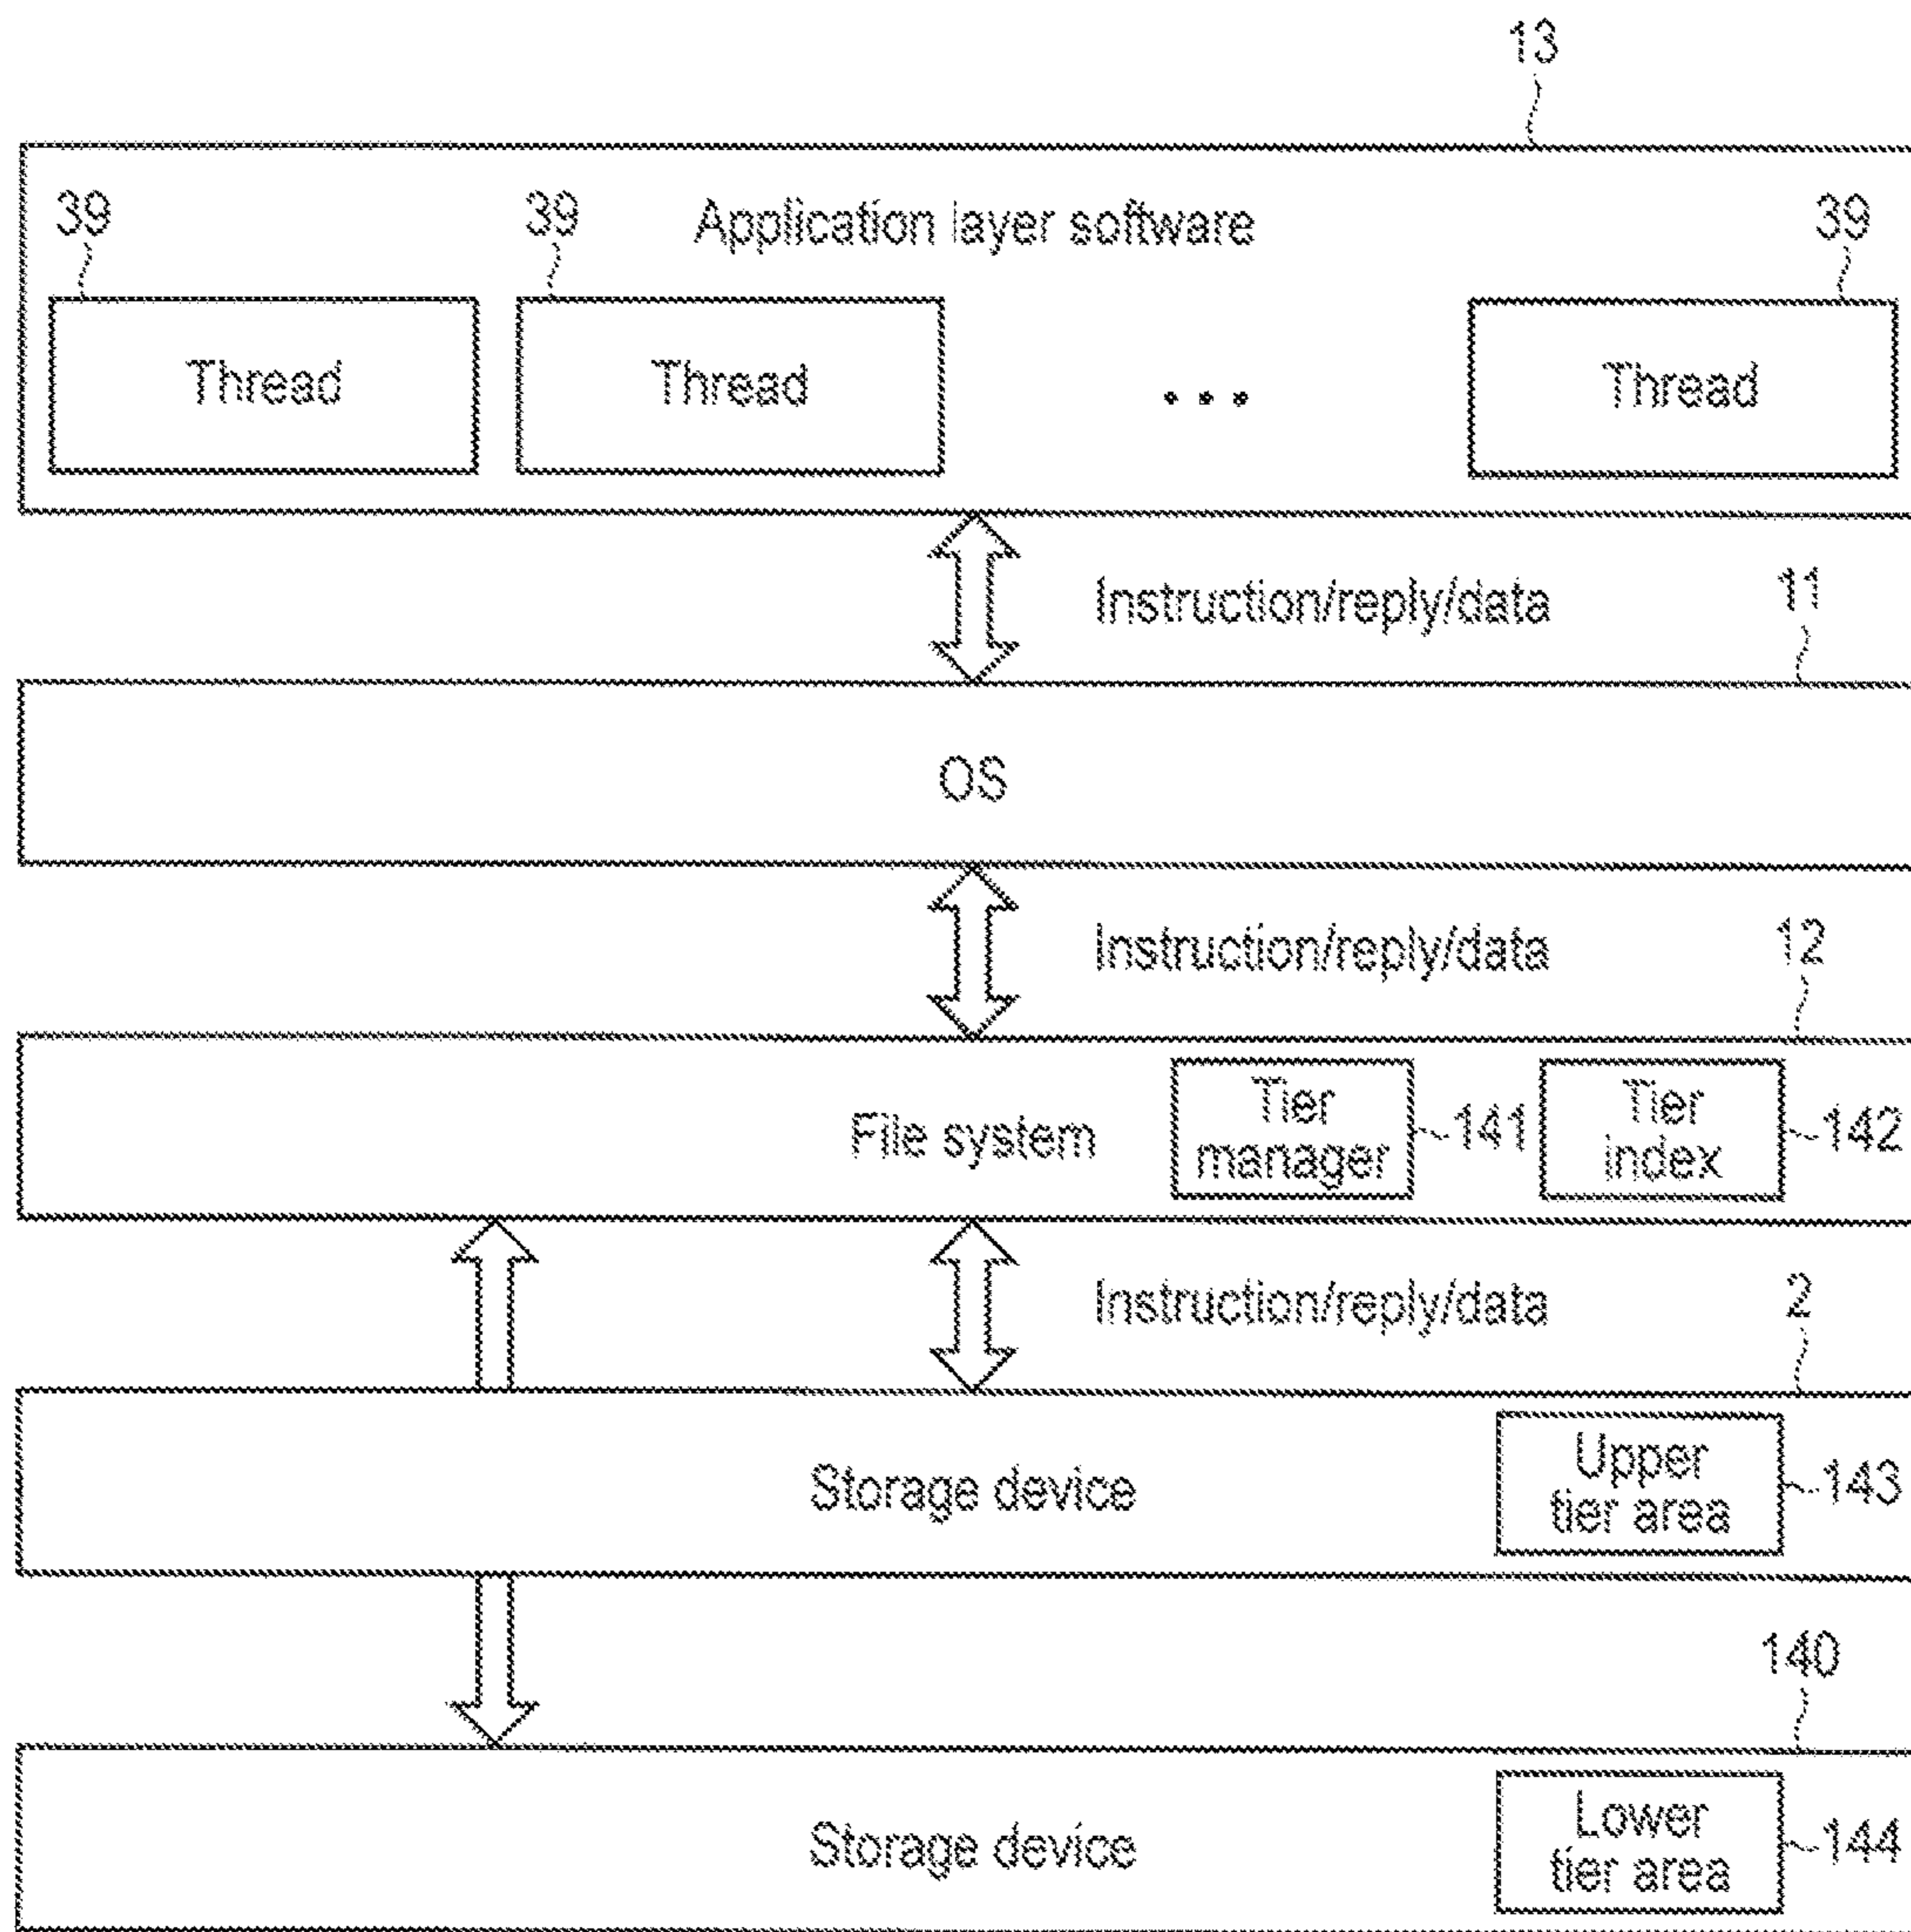 13
39
39
Application layer software
39
Thread
Thread
...
Thread
Instruction/reply/data
11
OS
Instruction/reply/data
12
File system
Tier
manager
141
Tier
index
142
Instruction/reply/data
2
Storage device
Upper
tier area
143
140
Storage device
Lower
tier area
144